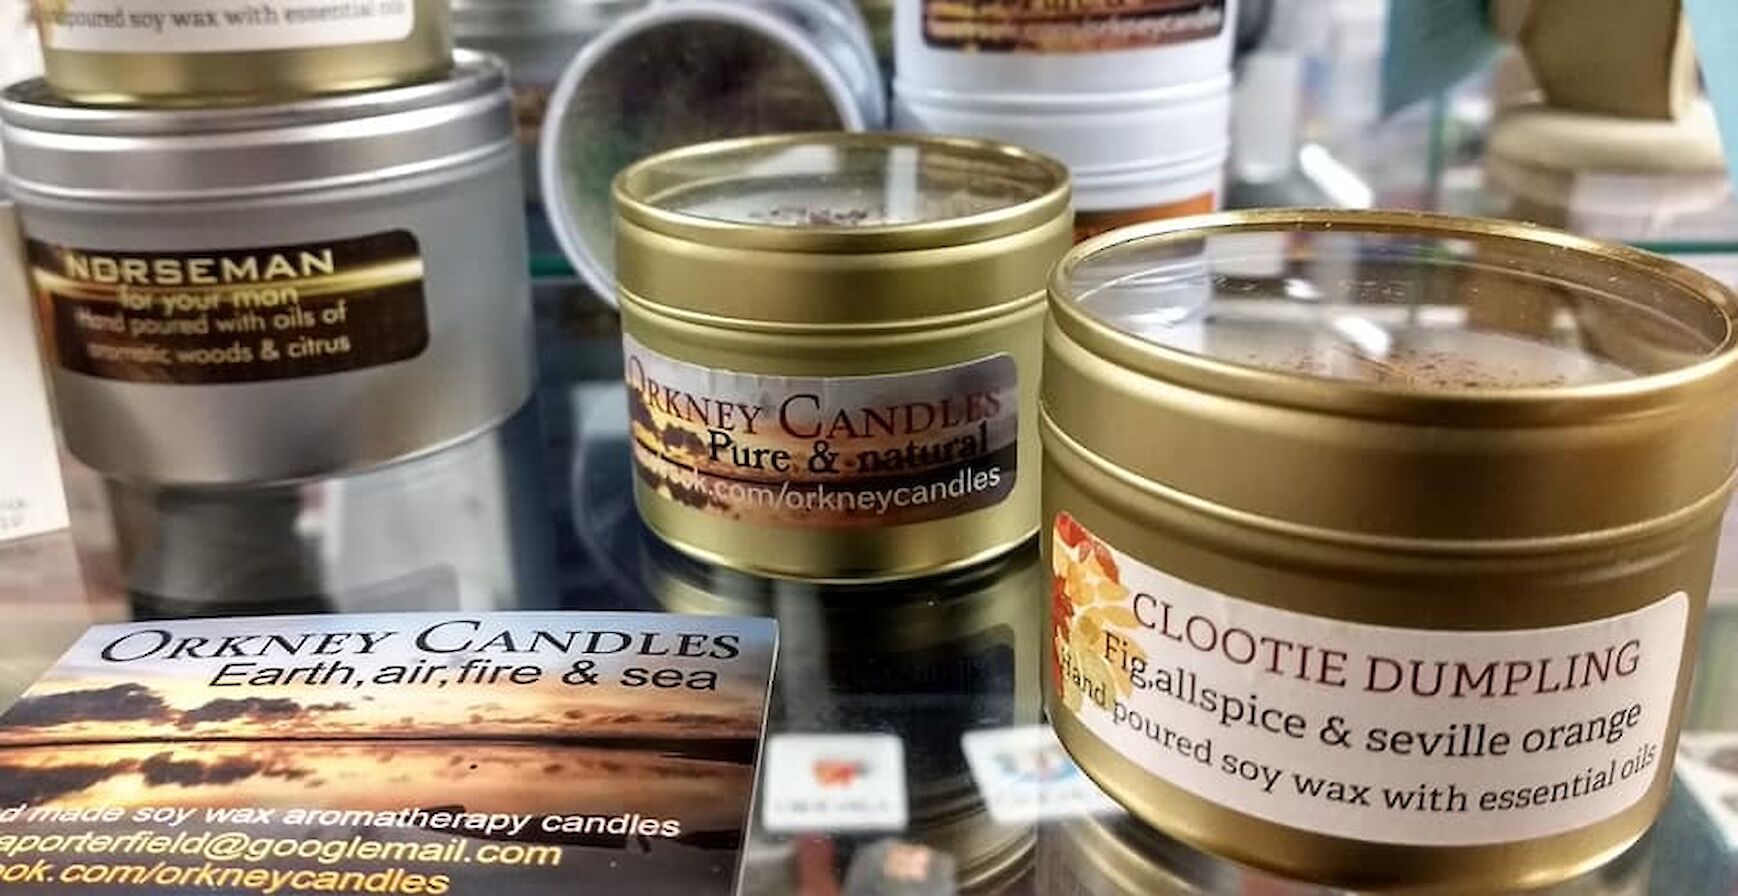 poured soy wax with essential oils
NORSEMAN
for your man
Hand poured with oils of
aromatic woods & citrus
ORKNEY CANDLES
Pure & natural
ok.com/orkneycandles
CLOOTIE DUMPLING
Fig,allspice & seville orange
Hand poured soy wax with essential oils
ORKNEY CANDLES
Earth,air,fire & sea
d made soy wax aromatherapy candles
aporterfield@googlemail.com
ok.com/orkneycandles